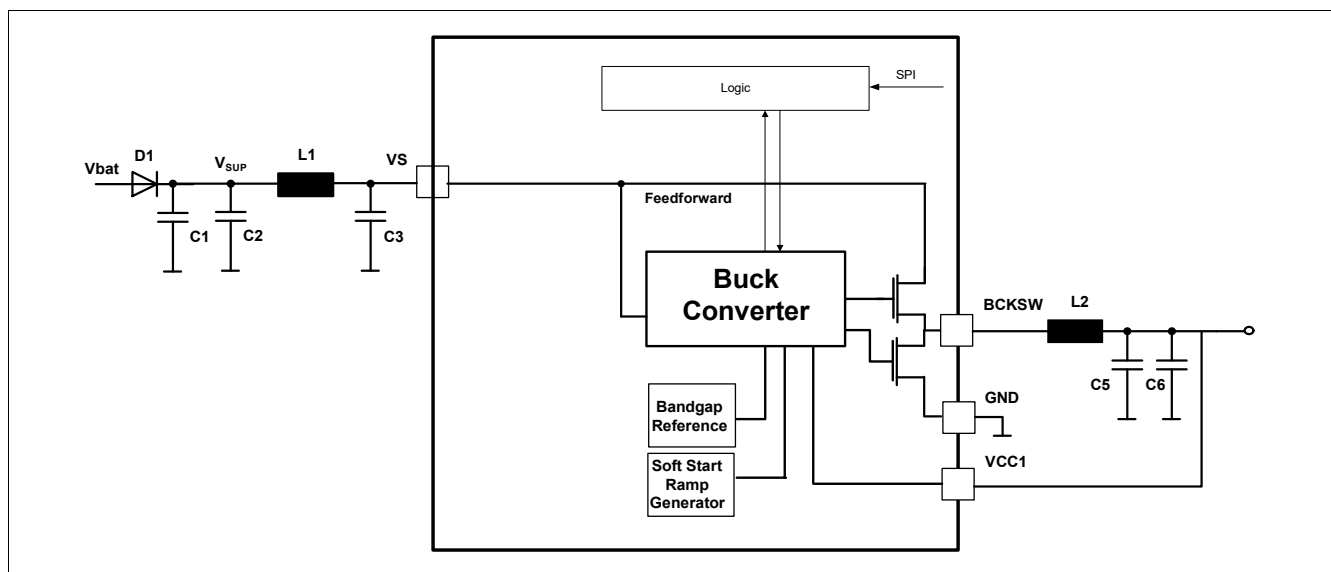 SPI
Logic
D1
V_SUP
L1
VS
Vbat
Feedforward
C1
C2
C3
Buck
Converter
BCKSW
L2
C5
C6
GND
Bandgap
Reference
VCC1
Soft Start
Ramp
Generator